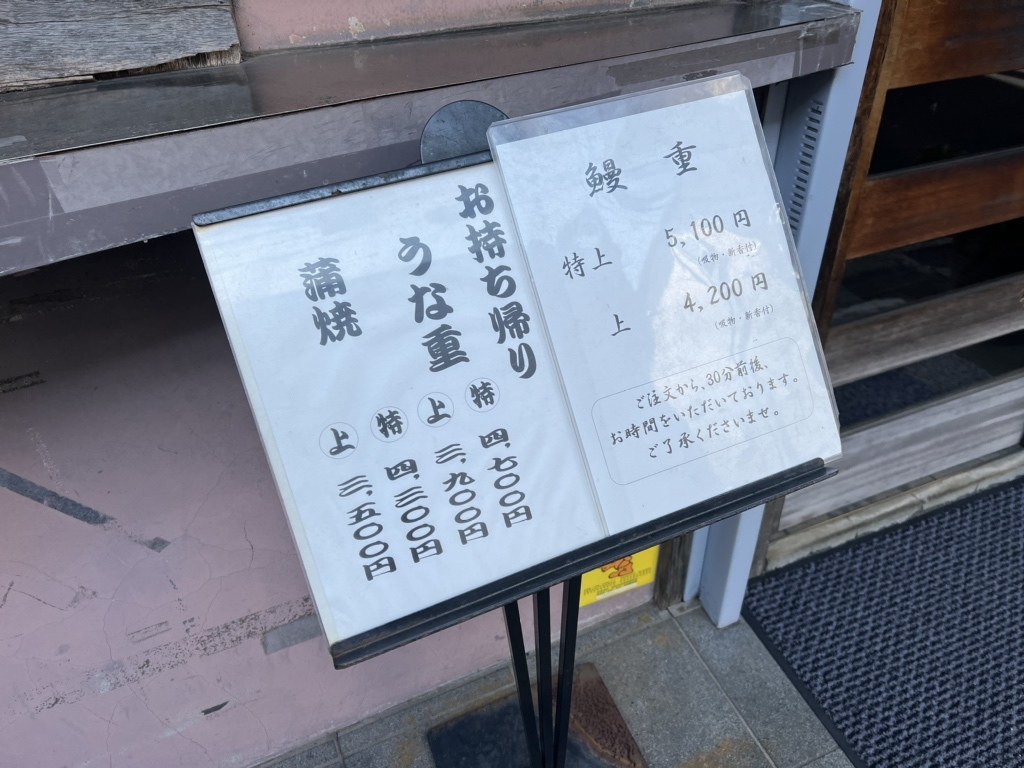 お持ち帰り
うな重
特 四、七〇〇円
上 三、九〇〇円
蒲焼
特 四、三〇〇円
上 三、五〇〇円
鰻重
特上 5,100円
(吸物・新香付)
上 4,200円
(吸物・新香付)
ご注文から、30分前後、
お時間をいただいております。
ご了承くださいませ。